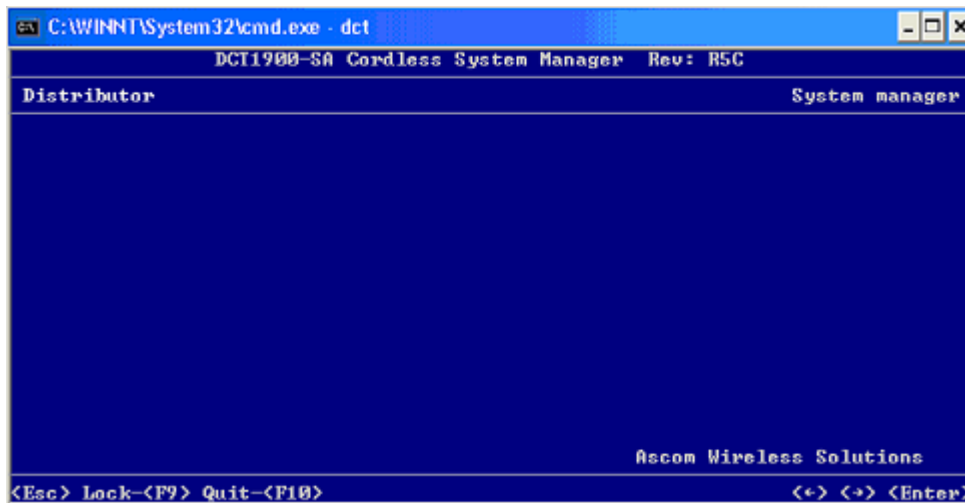 C:\WINNT\System32\cmd.exe - dct
DCT1900-SA Cordless System Manager Rev: R5C
Distributor System manager
Ascom Wireless Solutions
<Esc> Lock-<F9> Quit-<F10> <←> <→> <Enter>